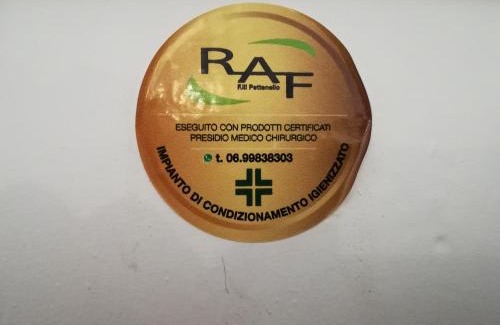 RAF
F.lli Pettenello
ESEGUITO CON PRODOTTI CERTIFICATI
PRESIDIO MEDICO CHIRURGICO
t. 06.99838303
IMPIANTO DI CONDIZIONAMENTO IGIENIZZATO